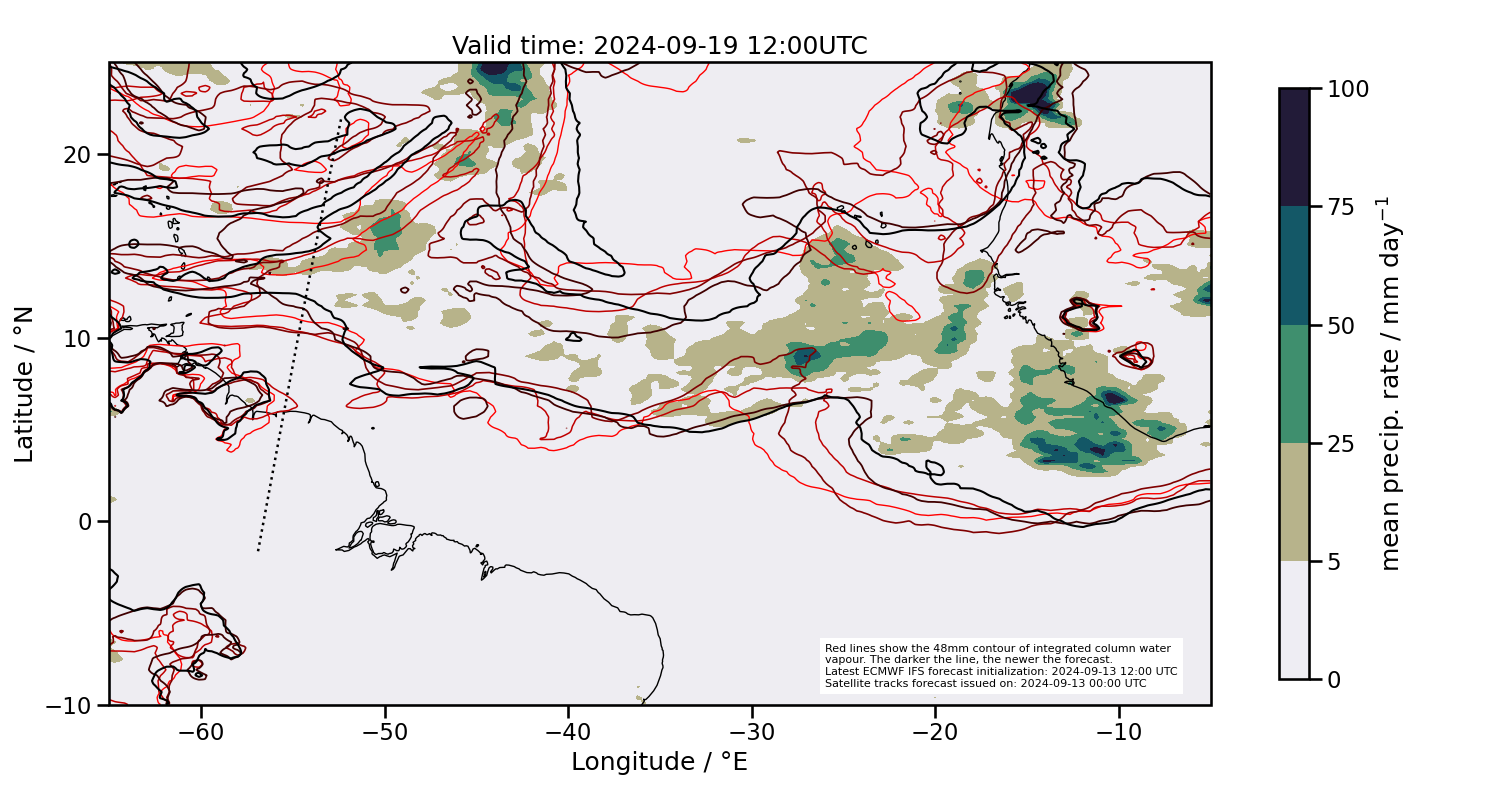 Valid time: 2024-09-19 12:00UTC
20
10
0
−10
Latitude / °N
−60
−50
−40
−30
−20
−10
Longitude / °E
Red lines show the 48mm contour of integrated column water
vapour. The darker the line, the newer the forecast.
Latest ECMWF IFS forecast initialization: 2024-09-13 12:00 UTC
Satellite tracks forecast issued on: 2024-09-13 00:00 UTC
100
75
50
25
5
0
mean precip. rate / mm day⁻¹